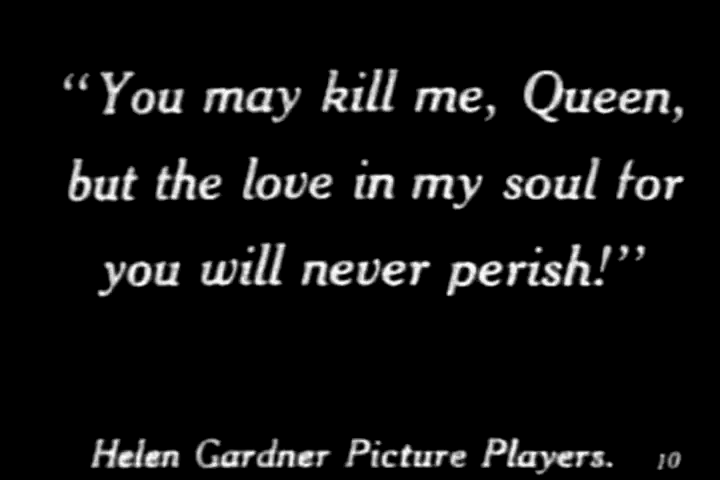 “You may kill me, Queen,
but the love in my soul for
you will never perish!”
Helen Gardner Picture Players. 10